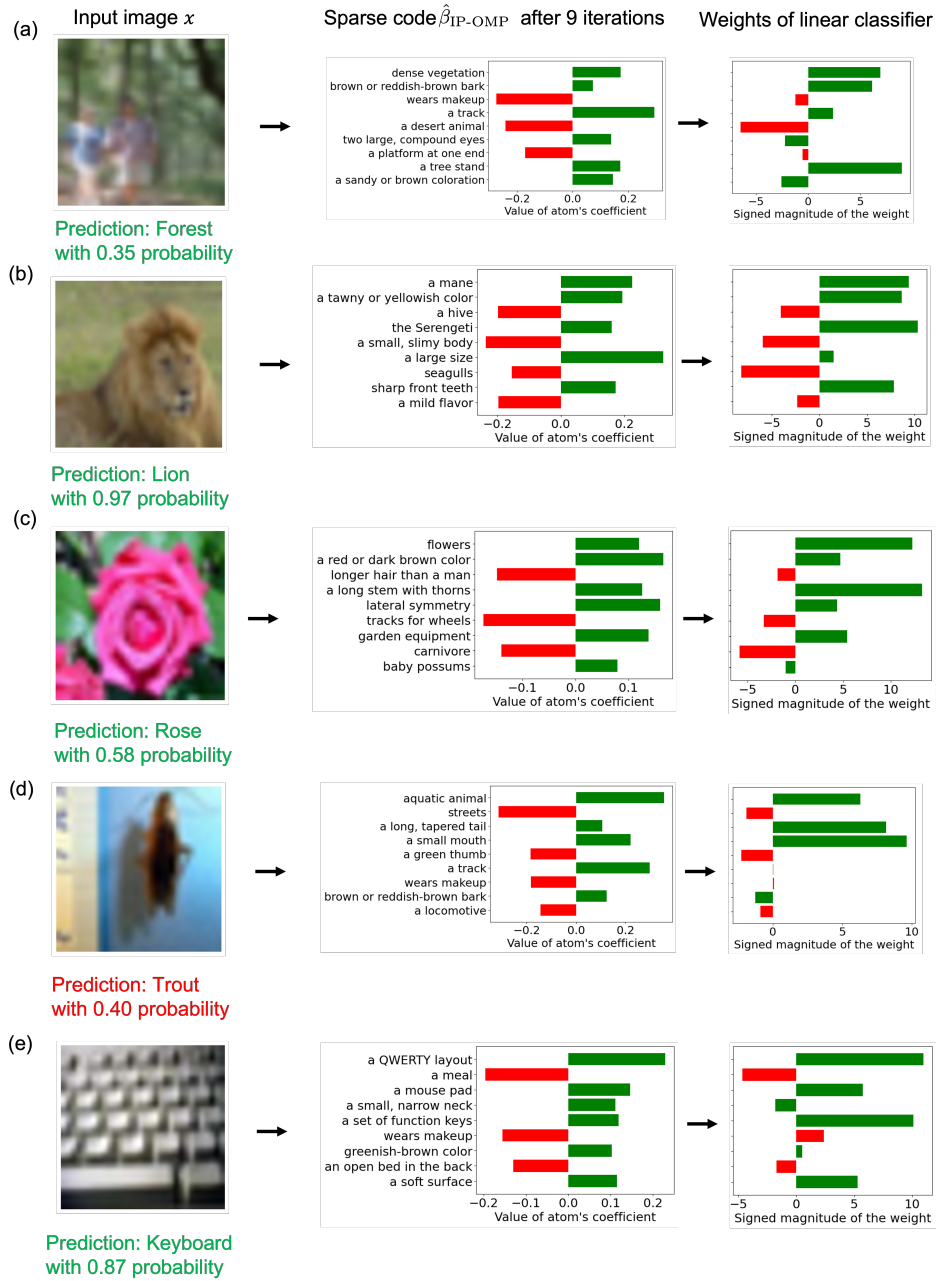 Input image x
Sparse code β̂_IP-OMP after 9 iterations
Weights of linear classifier
(a)
dense vegetation
brown or reddish-brown bark
wears makeup
a track
a desert animal
two large, compound eyes
a platform at one end
a tree stand
a sandy or brown coloration
−0.2 0.0 0.2
Value of atom's coefficient
−5 0 5
Signed magnitude of the weight
Prediction: Forest
with 0.35 probability
(b)
a mane
a tawny or yellowish color
a hive
the Serengeti
a small, slimy body
a large size
seagulls
sharp front teeth
a mild flavor
−0.2 0.0 0.2
Value of atom's coefficient
−5 0 5 10
Signed magnitude of the weight
Prediction: Lion
with 0.97 probability
(c)
flowers
a red or dark brown color
longer hair than a man
a long stem with thorns
lateral symmetry
tracks for wheels
garden equipment
carnivore
baby possums
−0.1 0.0 0.1
Value of atom's coefficient
−5 0 5 10
Signed magnitude of the weight
Prediction: Rose
with 0.58 probability
(d)
aquatic animal
streets
a long, tapered tail
a small mouth
a green thumb
a track
wears makeup
brown or reddish-brown bark
a locomotive
−0.2 0.0 0.2
Value of atom's coefficient
0 5 10
Signed magnitude of the weight
Prediction: Trout
with 0.40 probability
(e)
a QWERTY layout
a meal
a mouse pad
a small, narrow neck
a set of function keys
wears makeup
greenish-brown color
an open bed in the back
a soft surface
−0.2 −0.1 0.0 0.1 0.2
Value of atom's coefficient
−5 0 5 10
Signed magnitude of the weight
Prediction: Keyboard
with 0.87 probability